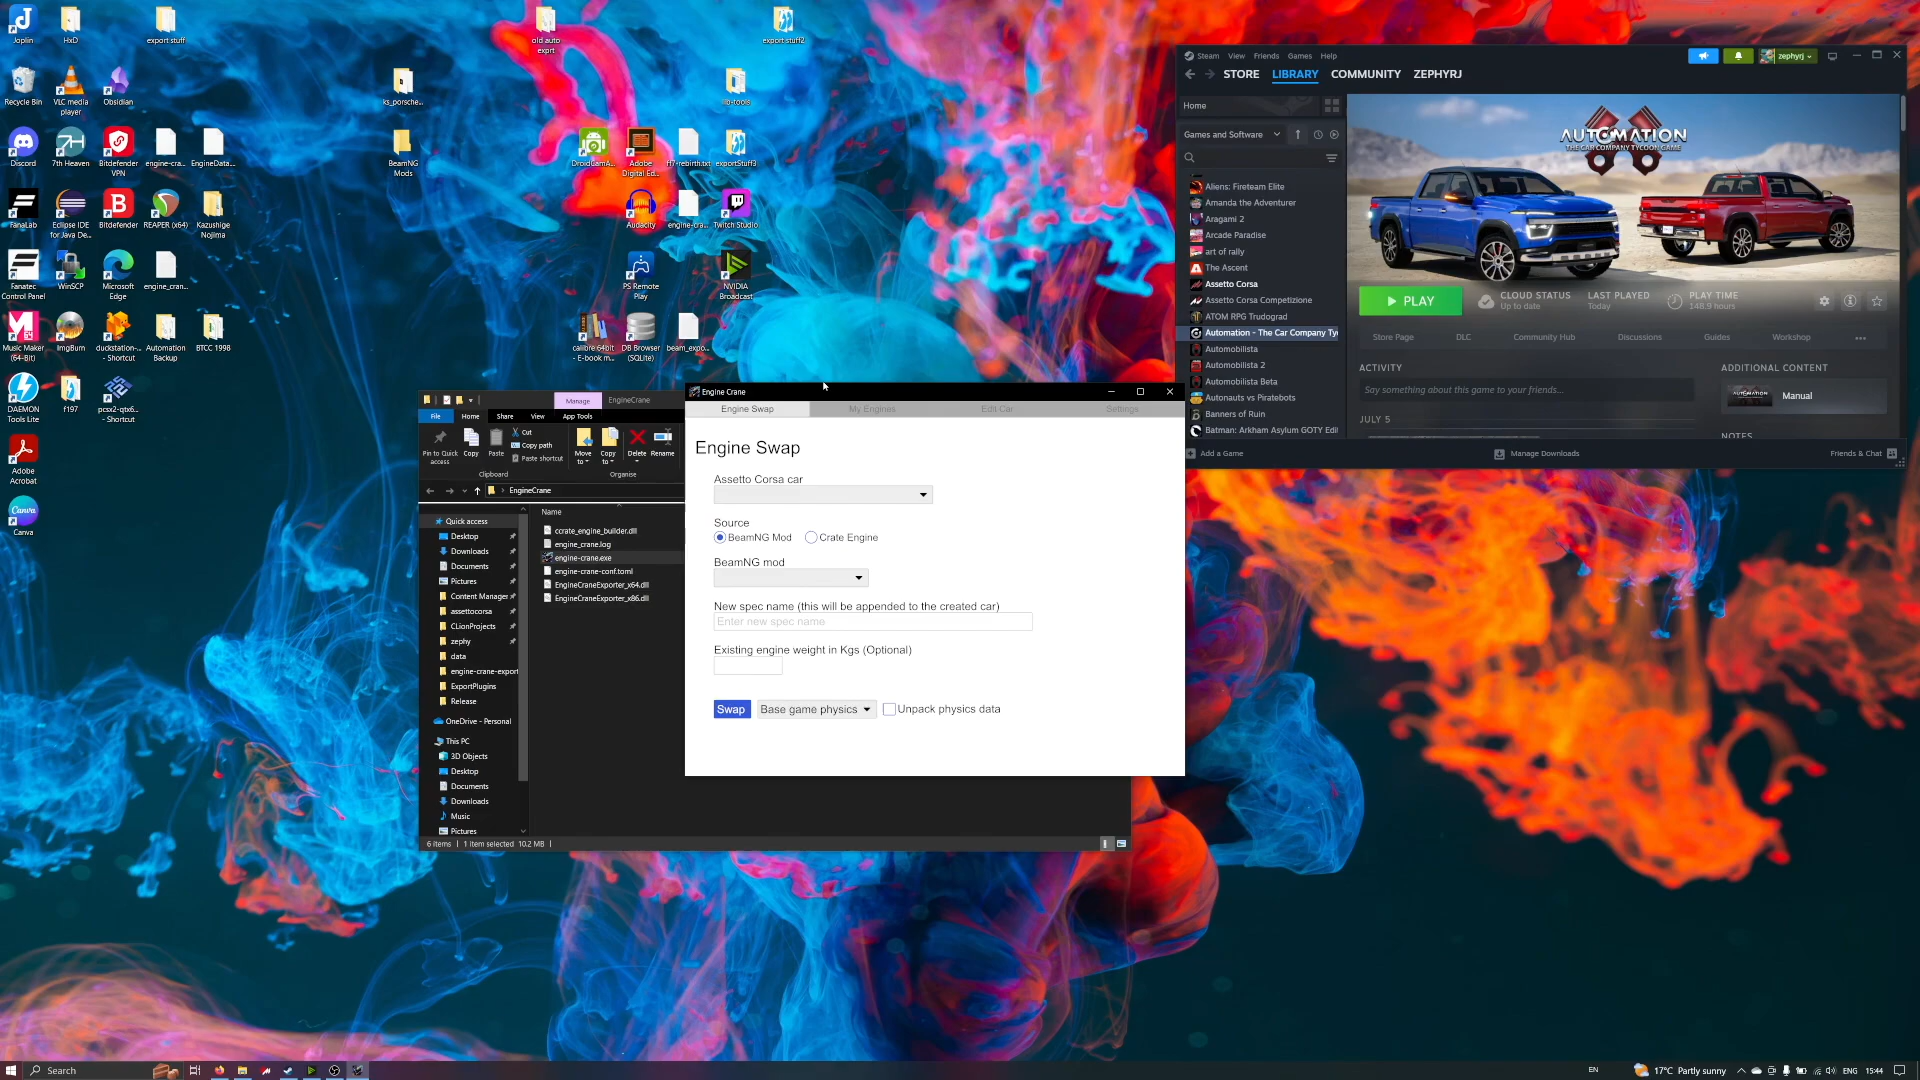 Joplin
HxD
export stuff
old auto
exprt
export stuff2
Recycle Bin
VLC media
player
Obsidian
ks_porsche...
lib-tools
Discord
7th Heaven
Bitdefender
VPN
engine-cra...
EngineData....
BeamNG
Mods
DroidCamA...
Adobe
Digital Ed...
ff7-rebirth.txt
exportStuff3
FanaLab
Eclipse IDE
for Java De...
Bitdefender
REAPER (x64)
Kazushige
Nojima
Audacity
engine-cra...
Twitch Studio
Fanatec
Control Panel
WinSCP
Microsoft
Edge
engine_cran...
PS Remote
Play
NVIDIA
Broadcast
Music Maker
(64-Bit)
ImgBurn
duckstation-...
- Shortcut
Automation
Backup
BTCC 1998
calibre 64bit
- E-book m...
DB Browser
(SQLite)
beam_expo...
DAEMON
Tools Lite
f197
pcsx2-qtx6...
- Shortcut
Adobe
Acrobat
Canva
Steam View Friends Games Help
zephyrj
STORE LIBRARY COMMUNITY ZEPHYRJ
Home
Games and Software
Aliens: Fireteam Elite
Amanda the Adventurer
Aragami 2
Arcade Paradise
art of rally
The Ascent
Assetto Corsa
Assetto Corsa Competizione
ATOM RPG Trudograd
Automation - The Car Company Ty
Automobilista
Automobilista 2
Automobilista Beta
Autonauts vs Piratebots
Banners of Ruin
Batman: Arkham Asylum GOTY Edi
AUTOMATION
THE CAR COMPANY TYCOON GAME
PLAY
CLOUD STATUS
Up to date
LAST PLAYED
Today
PLAY TIME
148.9 hours
Store Page DLC Community Hub Discussions Guides Workshop
ACTIVITY
Say something about this game to your friends...
JULY 5
ADDITIONAL CONTENT
Manual
NOTES
Add a Game
Manage Downloads
Friends & Chat
Manage
EngineCrane
File Home Share View App Tools
Pin to Quick
access
Copy
Paste
Cut
Copy path
Paste shortcut
Move
to
Copy
to
Delete
Rename
Clipboard
Organise
EngineCrane
Quick access
Desktop
Downloads
Documents
Pictures
Content Manager
assettocorsa
CLionProjects
zephy
data
engine-crane-export
ExportPlugins
Release
OneDrive - Personal
This PC
3D Objects
Desktop
Documents
Downloads
Music
Pictures
Name
ccrate_engine_builder.dll
engine_crane.log
engine-crane.exe
engine-crane-conf.toml
EngineCraneExporter_x64.dll
EngineCraneExporter_x86.dll
6 items
1 item selected 10.2 MB
Engine Crane
Engine Swap My Engines Edit Car Settings
Engine Swap
Assetto Corsa car
Source
BeamNG Mod Crate Engine
BeamNG mod
New spec name (this will be appended to the created car)
Enter new spec name
Existing engine weight in Kgs (Optional)
Swap
Base game physics
Unpack physics data
Search
EN
17°C Partly sunny
ENG
15:44